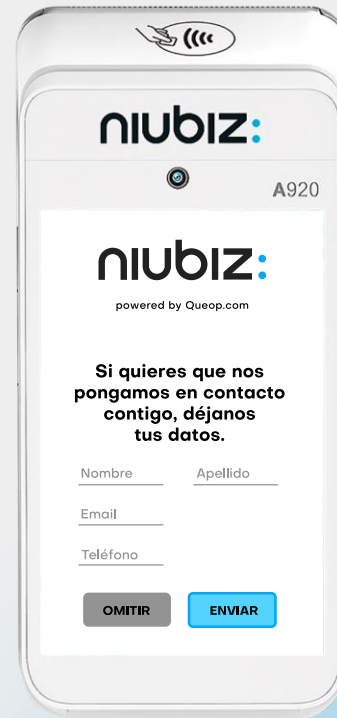 niubiz:
A920
niubiz:
powered by Queop.com
Si quieres que nos
pongamos en contacto
contigo, déjanos
tus datos.
Nombre Apellido
Email
Teléfono
OMITIR ENVIAR